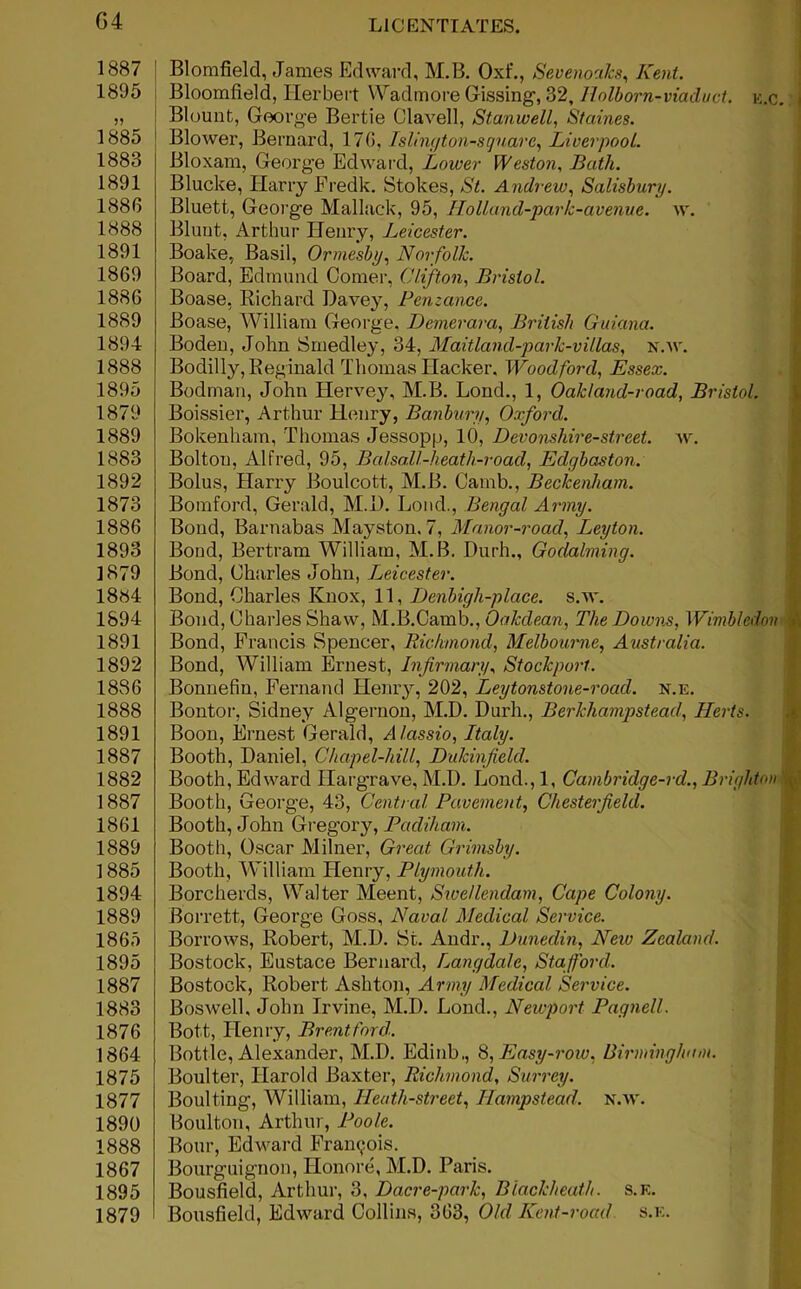 64
LICENTIATES.
1887 Blomfield, James Edward, M.B. Oxf., Sevenoaks, Kent.
1895 Bloomfield, Herbert Wadmore Gissing, 32, Holborn-viaduct. E.C.
„ Blount, George Bertie Clavell, Stanwell, Staines.
1885 Blower, Bernard, 176, Islington-square, Liverpool.
1883 Bloxam, George Edward, Lower Weston, Bath.
1891 Blucke, Harry Fredk. Stokes, St. Andrew, Salisbury.
1886 Bluett, George Mallack, 95, Holland-park-avenue. W.
1888 Blunt, Arthur Henry, Leicester.
1891 Boake, Basil, Ormesby, Norfolk.
1869 Board, Edmund Comer, Clifton, Bristol.
1886 Boase, Richard Davey, Penzance.
1889 Boase, William George, Demerara, British Guiana.
1894 Boden, John Smedley, 34, Maitland-park-villas, N.W.
1888 Bodilly, Reginald Thomas Hacker, Woodford, Essex.
1895 Bodman, John Hervey, M.B. Lond., 1, Oakland-road, Bristol.
1879 Boissier, Arthur Henry, Banbury, Oxford.
1889 Bokenham, Thomas Jessopp, 10, Devonshire-street. W.
1883 Bolton, Alfred, 95, Balsall-heath-road, Edgbaston.
1892 Bolus, Harry Boulcott, M.B. Camb., Beckenham.
1873 Bomford, Gerald, M.D. Lond., Bengal Army.
1886 Bond, Barnabas Mayston, 7, Manor-road, Leyton.
1893 Bond, Bertram William, M.B. Durh., Godalming.
1879 Bond, Charles John, Leicester.
1884 Bond, Charles Knox, 11, Denbigh-place. S.W.
1894 Bond, Charles Shaw, M.B.Camb., Oakdean, The Downs, Wimbledon
1891 Bond, Francis Spencer, Richmond, Melbourne, Australia.
1892 Bond, William Ernest, Infirmary, Stockport.
1886 Bonnefin, Fernand Henry, 202, Leytonstone-road. N.E.
1888 Bontor, Sidney Algernon, M.D. Durh., Berkhampstead, Herts.
1891 Boon, Ernest Gerald, Alassio, Italy.
1887 Booth, Daniel, Chapel-hill, Dukinfield.
1882 Booth, Edward Hargrave, M.D. Lond., 1, Cambridge-rd., Brighton
1887 Booth, George, 43, Central Pavement, Chesterfield.
1861 Booth, John Gregory, Padiham.
1889 Booth, Oscar Milner, Great Grimsby.
1885 Booth, William Henry, Plymouth.
1894 Borcherds, Walter Meent, Swellendam, Cape Colony.
1889 Borrett, George Goss, Naval Medical Service.
1865 Borrows, Robert, M.D. St. Andr., Dunedin, New Zealand.
1895 Bostock, Eustace Bernard, Langdale, Stafford.
1887 Bostock, Robert Ashton, Army Medical Service.
1883 Boswell, John Irvine, M.D. Lond., Newport Pagnell.
1876 Bott, Henry, Brentford.
1864 Bottle, Alexander, M.D. Edinb., 8, Easy-row, Birmingham.
1875 Boulter, Harold Baxter, Richmond, Surrey.
1877 Boulting, William, Heath-street, Hampstead. N.W.
1890 Boulton, Arthur, Poole.
1888 Bour, Edward François.
1867 Bourguignon, Honoré, M.D. Paris.
1895 Bousfield, Arthur, 3, Dacre-park, Blackheath. S.E.
1879 Bousfield, Edward Collins, 363, Old Kent-road S.E.